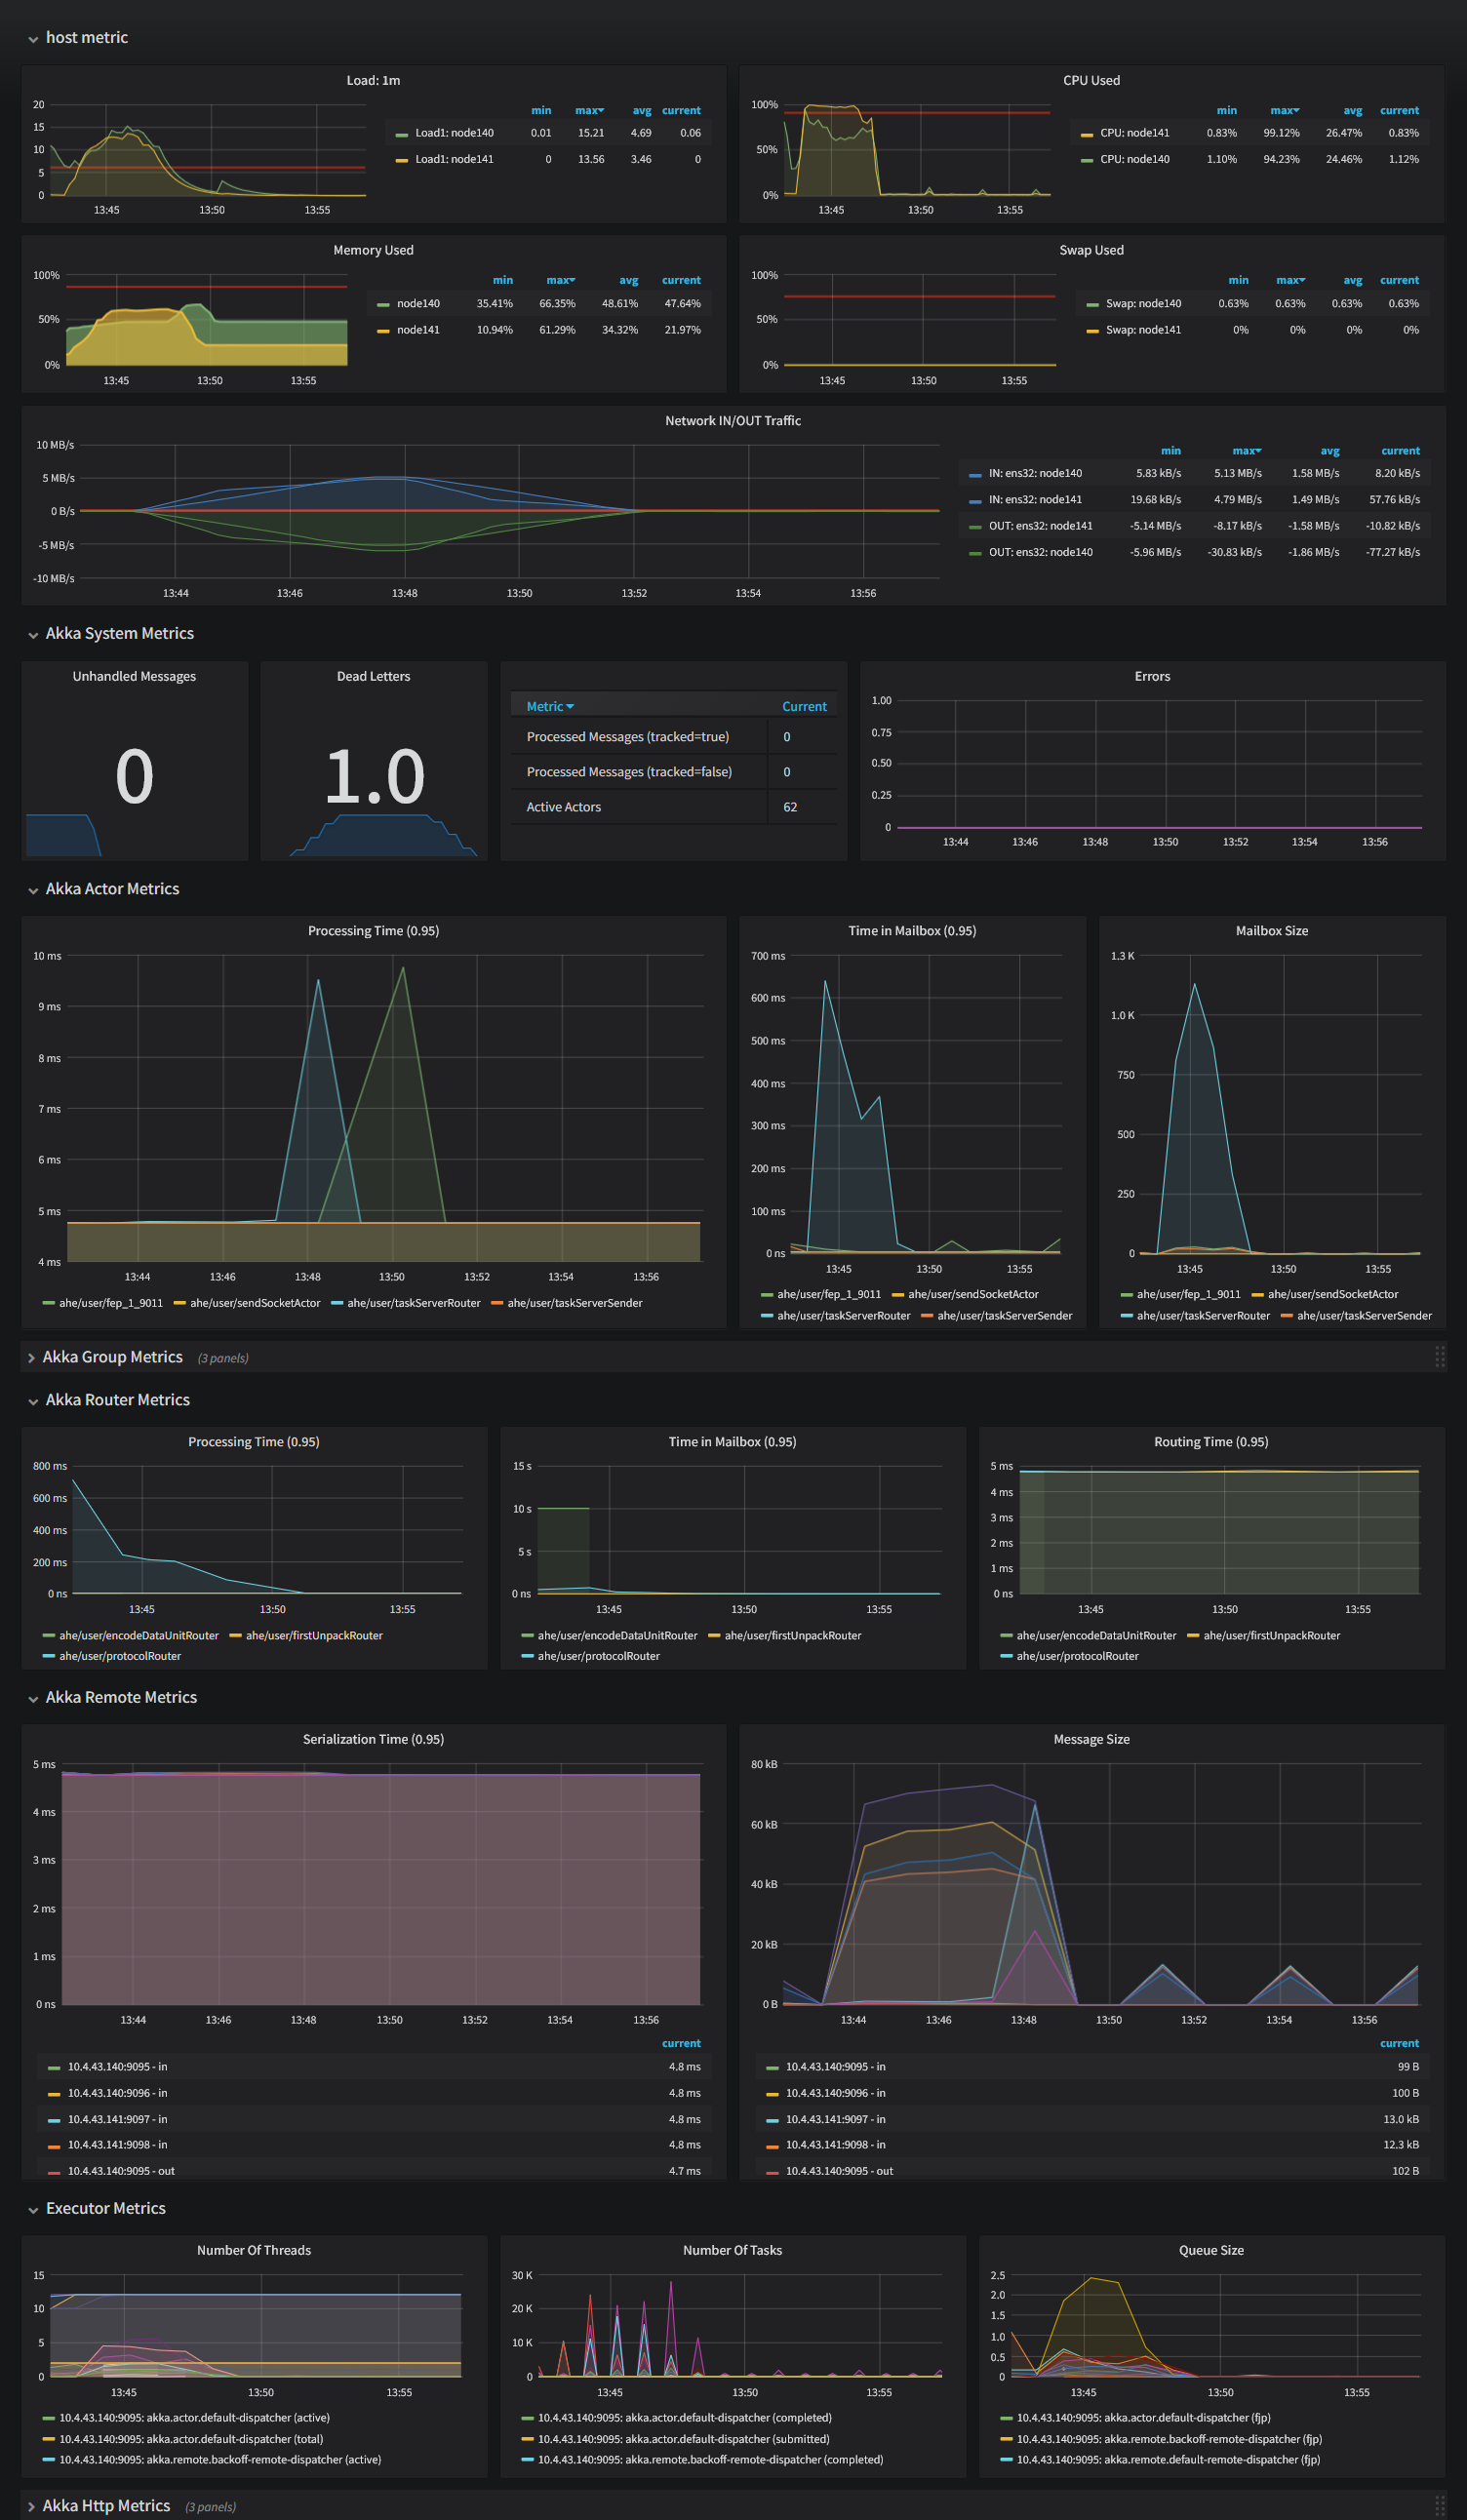 host metric
Load: 1m
20
15
10
5
0
13:45 13:50 13:55
min max avg current
Load1: node140 0.01 15.21 4.69 0.06
Load1: node141 0 13.56 3.46 0
CPU Used
100%
50%
0%
13:45 13:50 13:55
min max avg current
CPU: node141 0.83% 99.12% 26.47% 0.83%
CPU: node140 1.10% 94.23% 24.46% 1.12%
Memory Used
100%
50%
0%
13:45 13:50 13:55
min max avg current
node140 35.41% 66.35% 48.61% 47.64%
node141 10.94% 61.29% 34.32% 21.97%
Swap Used
100%
50%
0%
13:45 13:50 13:55
min max avg current
Swap: node140 0.63% 0.63% 0.63% 0.63%
Swap: node141 0% 0% 0% 0%
Network IN/OUT Traffic
10 MB/s
5 MB/s
0 B/s
-5 MB/s
-10 MB/s
13:44 13:46 13:48 13:50 13:52 13:54 13:56
min max avg current
IN: ens32: node140 5.83 kB/s 5.13 MB/s 1.58 MB/s 8.20 kB/s
IN: ens32: node141 19.68 kB/s 4.79 MB/s 1.49 MB/s 57.76 kB/s
OUT: ens32: node141 -5.14 MB/s -8.17 kB/s -1.58 MB/s -10.82 kB/s
OUT: ens32: node140 -5.96 MB/s -30.83 kB/s -1.86 MB/s -77.27 kB/s
Akka System Metrics
Unhandled Messages
0
Dead Letters
1.0
Metric Current
Processed Messages (tracked=true) 0
Processed Messages (tracked=false) 0
Active Actors 62
Errors
1.00
0.75
0.50
0.25
0
13:44 13:46 13:48 13:50 13:52 13:54 13:56
Akka Actor Metrics
Processing Time (0.95)
10 ms
9 ms
8 ms
7 ms
6 ms
5 ms
4 ms
13:44 13:46 13:48 13:50 13:52 13:54 13:56
ahe/user/fep_1_9011 ahe/user/sendSocketActor ahe/user/taskServerRouter ahe/user/taskServerSender
Time in Mailbox (0.95)
700 ms
600 ms
500 ms
400 ms
300 ms
200 ms
100 ms
0 ns
13:45 13:50 13:55
ahe/user/fep_1_9011 ahe/user/sendSocketActor
ahe/user/taskServerRouter ahe/user/taskServerSender
Mailbox Size
1.3 K
1.0 K
750
500
250
0
13:45 13:50 13:55
ahe/user/fep_1_9011 ahe/user/sendSocketActor
ahe/user/taskServerRouter ahe/user/taskServerSender
Akka Group Metrics (3 panels)
Akka Router Metrics
Processing Time (0.95)
800 ms
600 ms
400 ms
200 ms
0 ns
13:45 13:50 13:55
ahe/user/encodeDataUnitRouter ahe/user/firstUnpackRouter
ahe/user/protocolRouter
Time in Mailbox (0.95)
15 s
10 s
5 s
0 ns
13:45 13:50 13:55
ahe/user/encodeDataUnitRouter ahe/user/firstUnpackRouter
ahe/user/protocolRouter
Routing Time (0.95)
5 ms
4 ms
3 ms
2 ms
1 ms
0 ns
13:45 13:50 13:55
ahe/user/encodeDataUnitRouter ahe/user/firstUnpackRouter
ahe/user/protocolRouter
Akka Remote Metrics
Serialization Time (0.95)
5 ms
4 ms
3 ms
2 ms
1 ms
0 ns
13:44 13:46 13:48 13:50 13:52 13:54 13:56
current
10.4.43.140:9095 - in 4.8 ms
10.4.43.140:9096 - in 4.8 ms
10.4.43.141:9097 - in 4.8 ms
10.4.43.141:9098 - in 4.8 ms
10.4.43.140:9095 - out 4.7 ms
Message Size
80 kB
60 kB
40 kB
20 kB
0 B
13:44 13:46 13:48 13:50 13:52 13:54 13:56
current
10.4.43.140:9095 - in 99 B
10.4.43.140:9096 - in 100 B
10.4.43.141:9097 - in 13.0 kB
10.4.43.141:9098 - in 12.3 kB
10.4.43.140:9095 - out 102 B
Executor Metrics
Number Of Threads
15
10
5
0
13:45 13:50 13:55
10.4.43.140:9095: akka.actor.default-dispatcher (active)
10.4.43.140:9095: akka.actor.default-dispatcher (total)
10.4.43.140:9095: akka.remote.backoff-remote-dispatcher (active)
Number Of Tasks
30 K
20 K
10 K
0
13:45 13:50 13:55
10.4.43.140:9095: akka.actor.default-dispatcher (completed)
10.4.43.140:9095: akka.actor.default-dispatcher (submitted)
10.4.43.140:9095: akka.remote.backoff-remote-dispatcher (completed)
Queue Size
2.5
2.0
1.5
1.0
0.5
0
13:45 13:50 13:55
10.4.43.140:9095: akka.actor.default-dispatcher (fjp)
10.4.43.140:9095: akka.remote.backoff-remote-dispatcher (fjp)
10.4.43.140:9095: akka.remote.default-remote-dispatcher (fjp)
Akka Http Metrics (3 panels)